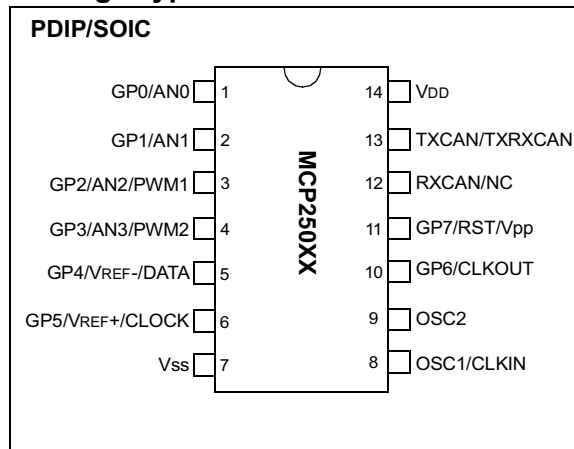 PDIP/SOIC
GP0/AN0 1 14 VDD
GP1/AN1 2 13 TXCAN/TXRXCAN
GP2/AN2/PWM1 3 12 RXCAN/NC
GP3/AN3/PWM2 4 11 GP7/RST/Vpp
GP4/VREF-/DATA 5 10 GP6/CLKOUT
GP5/VREF+/CLOCK 6 9 OSC2
Vss 7 8 OSC1/CLKIN
MCP250XX